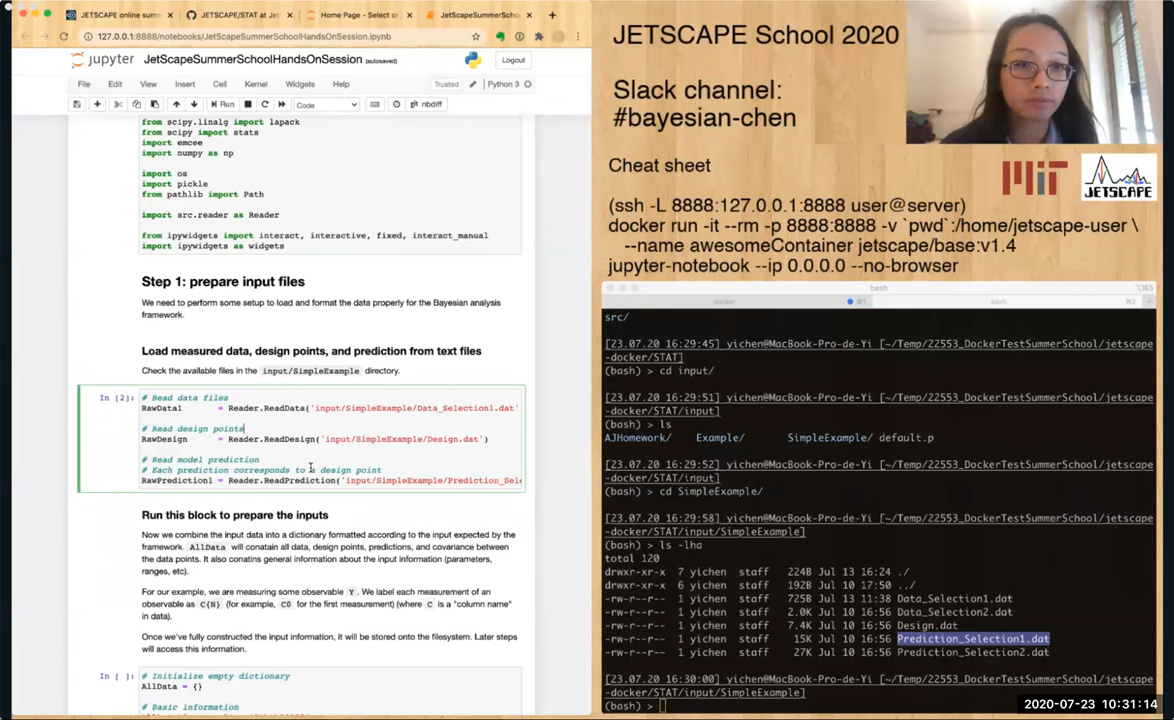 JETSCAPE online summ
JETSCAPE/STAT at Jet
Home Page - Select or
JetScapeSummerScho
127.0.0.1:8888/notebooks/JetScapeSummerSchoolHandsOnSession.ipynb
jupyter JetScapeSummerSchoolHandsOnSession (autosaved)
Logout
File Edit View Insert Cell Kernel Widgets Help
Trusted
Python 3
Run
Code
nbdiff
from scipy.linalg import lapack
from scipy import stats
import emcee
import numpy as np
import os
import pickle
from pathlib import Path
import src.reader as Reader
from ipywidgets import interact, interactive, fixed, interact_manual
import ipywidgets as widgets
Step 1: prepare input files
We need to perform some setup to load and format the data properly for the Bayesian analysis
framework.
Load measured data, design points, and prediction from text files
Check the available files in the input/SimpleExample directory.
In [2]:
# Read data files
RawData1 = Reader.ReadData('input/SimpleExample/Data_Selection1.dat'
# Read design points
RawDesign = Reader.ReadDesign('input/SimpleExample/Design.dat')
# Read model prediction
# Each prediction corresponds to a design point
RawPrediction1 = Reader.ReadPrediction('input/SimpleExample/Prediction_Sele
Run this block to prepare the inputs
Now we combine the input data into a dictionary formatted according to the input expected by the
framework. AllData will conatain all data, design points, predictions, and covariance between
the data points. It also conatins general information about the input information (parameters,
ranges, etc).
For our example, we are measuring some observable Y. We label each measurement of an
observable as C{N} (for example, C0 for the first measurement) (where C is a "column name"
in data).
Once we've fully constructed the input information, it will be stored onto the filesystem. Later steps
will access this information.
In [ ]:
# Initialize empty dictionary
AllData = {}
# Basic information
JETSCAPE School 2020
Slack channel:
#bayesian-chen
Cheat sheet
MIT
JETSCAPE
(ssh -L 8888:127.0.0.1:8888 user@server)
docker run -it --rm -p 8888:8888 -v `pwd`:/home/jetscape-user \
--name awesomeContainer jetscape/base:v1.4
jupyter-notebook --ip 0.0.0.0 --no-browser
bash
docker
⌘1
bash
⌘2
src/
[23.07.20 16:29:45] yichen@MacBook-Pro-de-Yi [~/Temp/22553_DockerTestSummerSchool/jetscape
-docker/STAT]
(bash) > cd input/
[23.07.20 16:29:51] yichen@MacBook-Pro-de-Yi [~/Temp/22553_DockerTestSummerSchool/jetscape
-docker/STAT/input]
(bash) > ls
AJHomework/ Example/ SimpleExample/ default.p
[23.07.20 16:29:52] yichen@MacBook-Pro-de-Yi [~/Temp/22553_DockerTestSummerSchool/jetscape
-docker/STAT/input]
(bash) > cd SimpleExample/
[23.07.20 16:29:58] yichen@MacBook-Pro-de-Yi [~/Temp/22553_DockerTestSummerSchool/jetscape
-docker/STAT/input/SimpleExample]
(bash) > ls -lha
total 120
drwxr-xr-x 7 yichen staff 224B Jul 13 16:24 ./
drwxr-xr-x 6 yichen staff 192B Jul 10 17:50 ../
-rw-r--r-- 1 yichen staff 725B Jul 13 11:38 Data_Selection1.dat
-rw-r--r-- 1 yichen staff 2.0K Jul 10 16:56 Data_Selection2.dat
-rw-r--r-- 1 yichen staff 7.4K Jul 10 16:56 Design.dat
-rw-r--r-- 1 yichen staff 15K Jul 10 16:56 Prediction_Selection1.dat
-rw-r--r-- 1 yichen staff 27K Jul 10 16:56 Prediction_Selection2.dat
[23.07.20 16:30:00] yichen@MacBook-Pro-de-Yi [~/Temp/22553_DockerTestSummerSchool/jetscape
-docker/STAT/input/SimpleExample]
(bash) >
2020-07-23 10:31:14